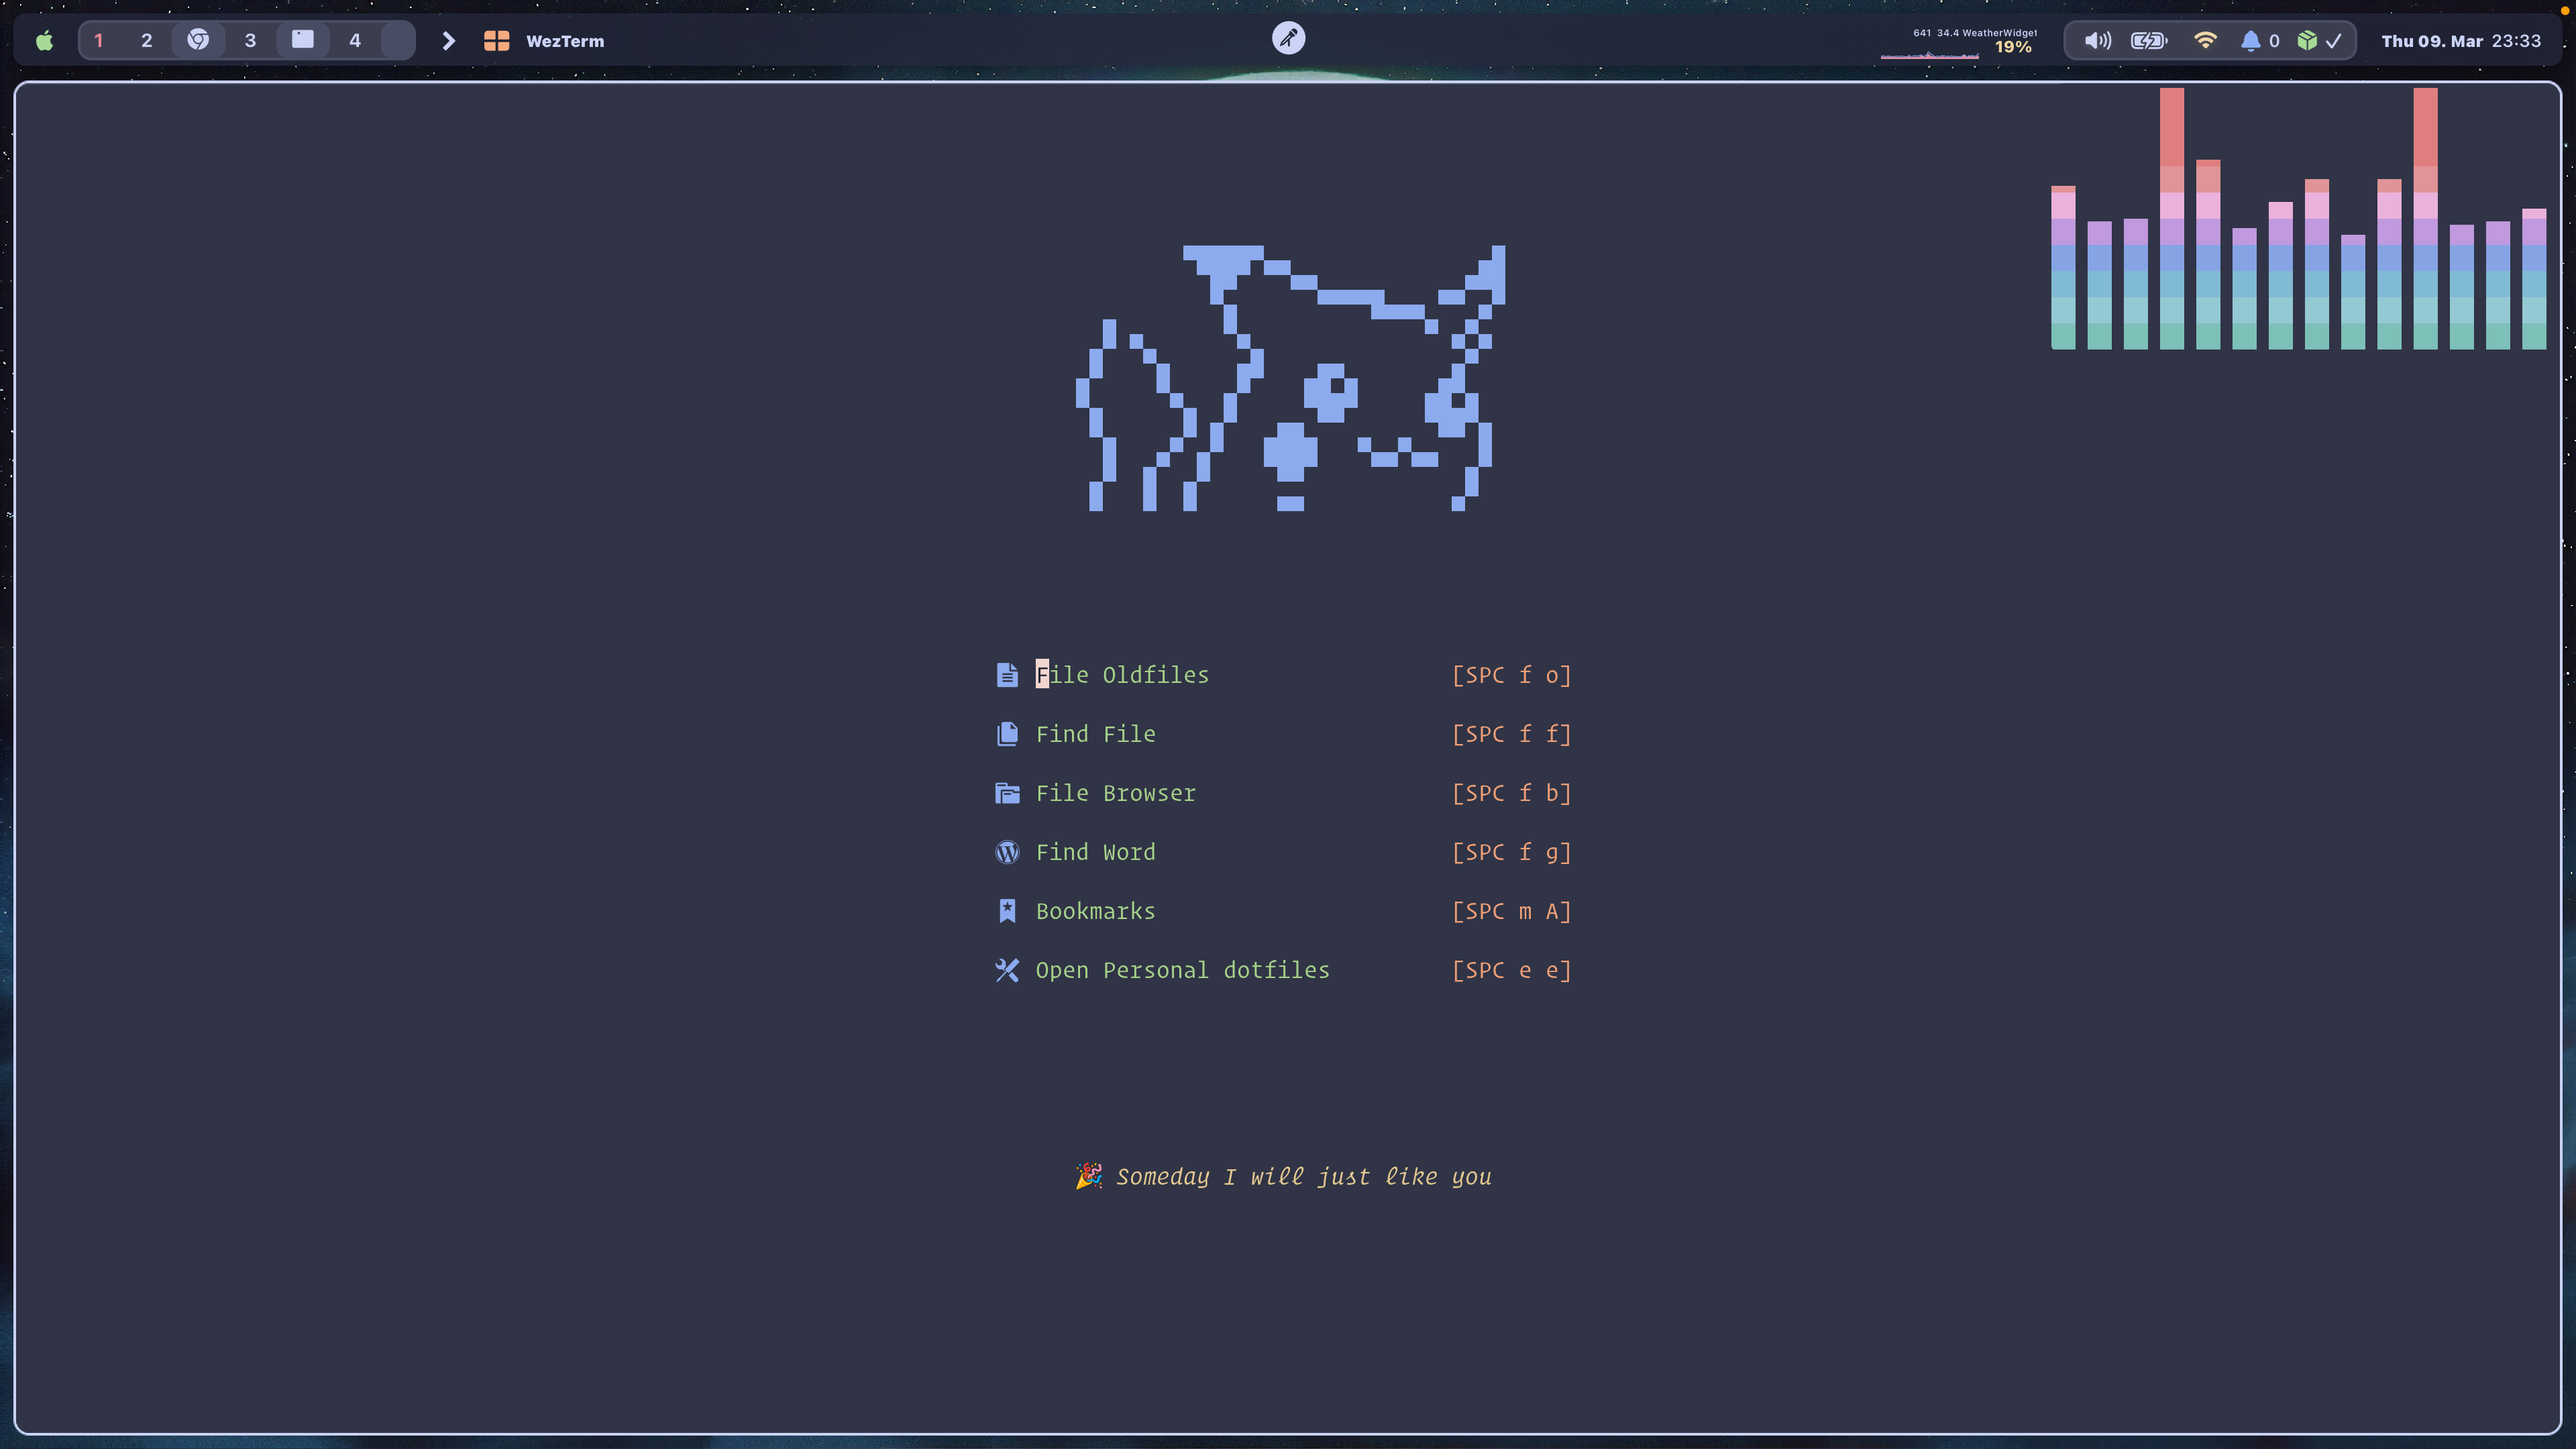 1 2 3 4 WezTerm
641 34.4 WeatherWidget
19%
0
Thu 09. Mar 23:33
File Oldfiles [SPC f o]
Find File [SPC f f]
File Browser [SPC f b]
Find Word [SPC f g]
Bookmarks [SPC m A]
Open Personal dotfiles [SPC e e]
🎉 Someday I will just like you